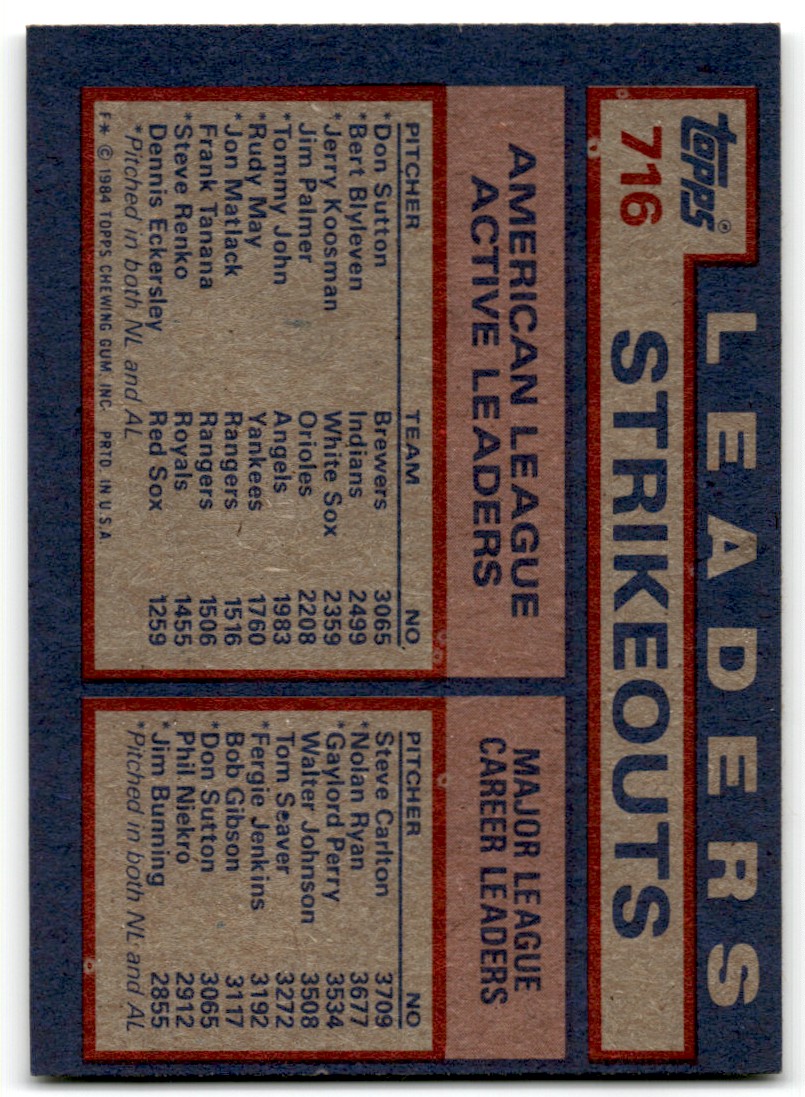 LEADERS
topps®
716 STRIKEOUTS
AMERICAN LEAGUE
ACTIVE LEADERS
PITCHER TEAM NO
*Don Sutton Brewers 3065
*Bert Blyleven Indians 2499
*Jerry Koosman White Sox 2359
Jim Palmer Orioles 2208
*Tommy John Angels 1983
*Rudy May Yankees 1760
*Jon Matlack Rangers 1516
Frank Tanana Rangers 1506
*Steve Renko Royals 1455
Dennis Eckersley Red Sox 1259
*Pitched in both NL and AL
F* © 1984 TOPPS CHEWING GUM, INC. PRTD. IN U.S.A.
MAJOR LEAGUE
CAREER LEADERS
PITCHER NO
Steve Carlton 3709
*Nolan Ryan 3677
*Gaylord Perry 3534
Walter Johnson 3508
Tom Seaver 3272
*Fergie Jenkins 3192
Bob Gibson 3117
*Don Sutton 3065
Phil Niekro 2912
*Jim Bunning 2855
*Pitched in both NL and AL